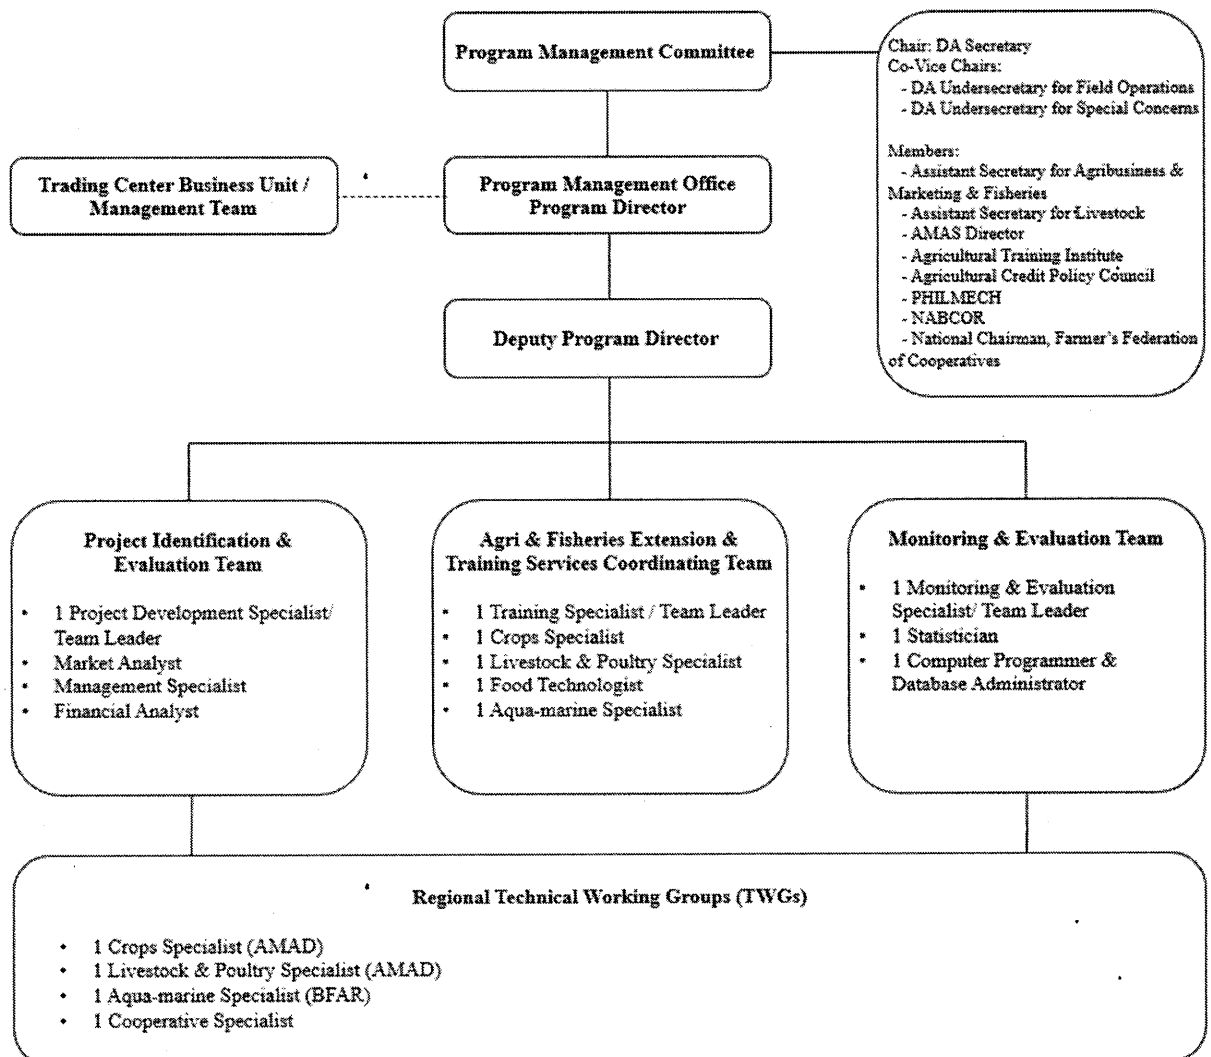 Program Management Committee
Chair: DA Secretary
Co-Vice Chairs:
- DA Undersecretary for Field Operations
- DA Undersecretary for Special Concerns
Members:
- Assistant Secretary for Agribusiness &
Marketing & Fisheries
- Assistant Secretary for Livestock
- AMAS Director
- Agricultural Training Institute
- Agricultural Credit Policy Council
- PHILMECH
- NABCOR
- National Chairman, Farmer's Federation
of Cooperatives
Trading Center Business Unit /
Management Team
Program Management Office
Program Director
Deputy Program Director
Project Identification &
Evaluation Team
• 1 Project Development Specialist/
Team Leader
• Market Analyst
• Management Specialist
• Financial Analyst
Agri & Fisheries Extension &
Training Services Coordinating Team
• 1 Training Specialist / Team Leader
• 1 Crops Specialist
• 1 Livestock & Poultry Specialist
• 1 Food Technologist
• 1 Aqua-marine Specialist
Monitoring & Evaluation Team
• 1 Monitoring & Evaluation
Specialist/ Team Leader
• 1 Statistician
• 1 Computer Programmer &
Database Administrator
Regional Technical Working Groups (TWGs)
• 1 Crops Specialist (AMAD)
• 1 Livestock & Poultry Specialist (AMAD)
• 1 Aqua-marine Specialist (BFAR)
• 1 Cooperative Specialist